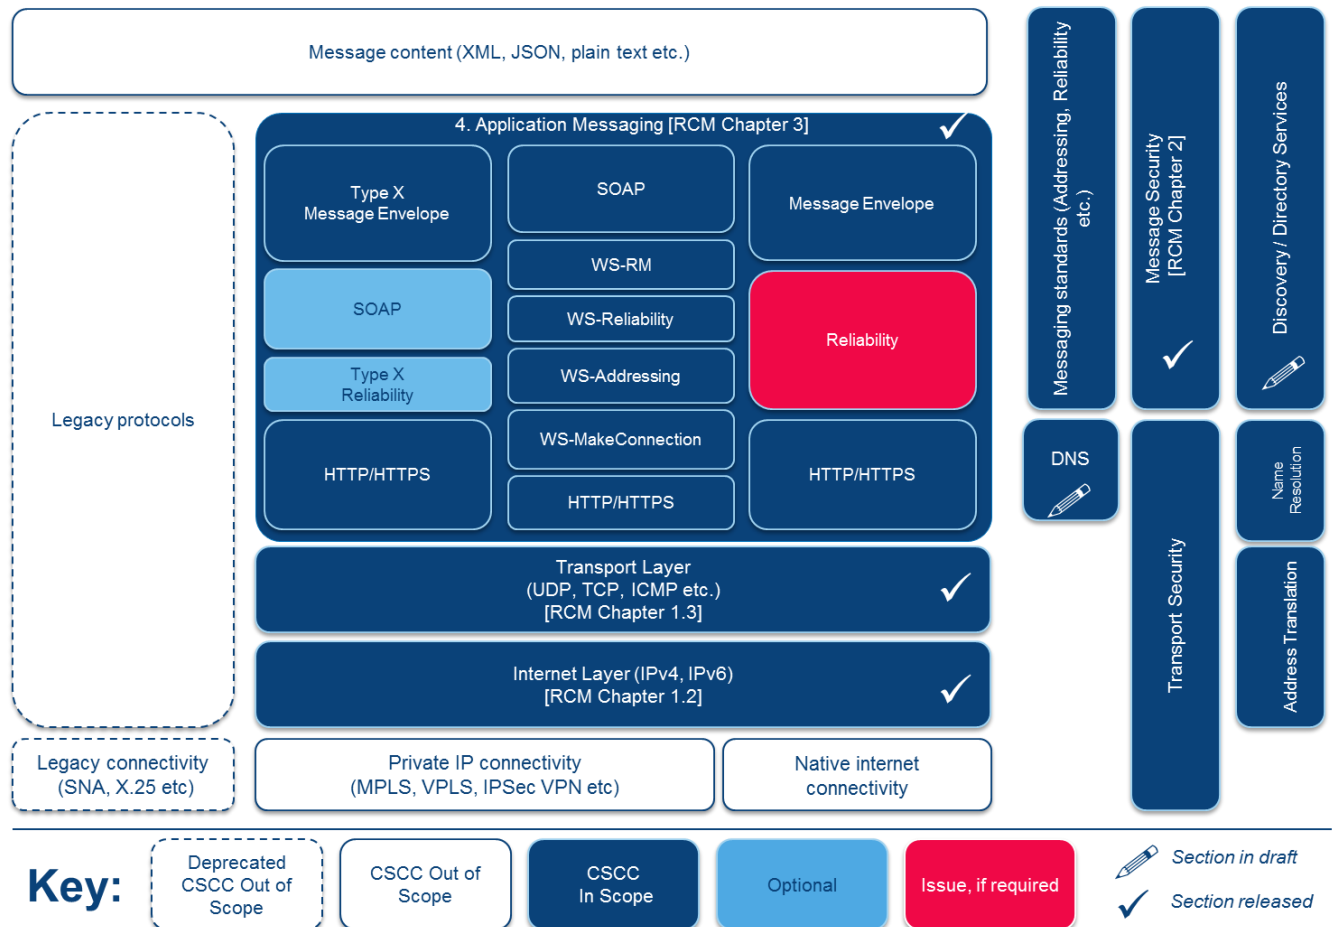 Message content (XML, JSON, plain text etc.)
Legacy protocols
4. Application Messaging [RCM Chapter 3]
Type X
Message Envelope
SOAP
Type X
Reliability
HTTP/HTTPS
SOAP
WS-RM
WS-Reliability
WS-Addressing
WS-MakeConnection
HTTP/HTTPS
Message Envelope
Reliability
HTTP/HTTPS
Transport Layer
(UDP, TCP, ICMP etc.)
[RCM Chapter 1.3]
Internet Layer (IPv4, IPv6)
[RCM Chapter 1.2]
Legacy connectivity
(SNA, X.25 etc)
Private IP connectivity
(MPLS, VPLS, IPSec VPN etc)
Native internet
connectivity
Messaging standards (Addressing, Reliability
etc.)
Message Security
[RCM Chapter 2]
Discovery / Directory Services
DNS
Transport Security
Name
Resolution
Address Translation
Key:
Deprecated
CSCC Out of
Scope
CSCC Out of
Scope
CSCC
In Scope
Optional
Issue, if required
Section in draft
Section released